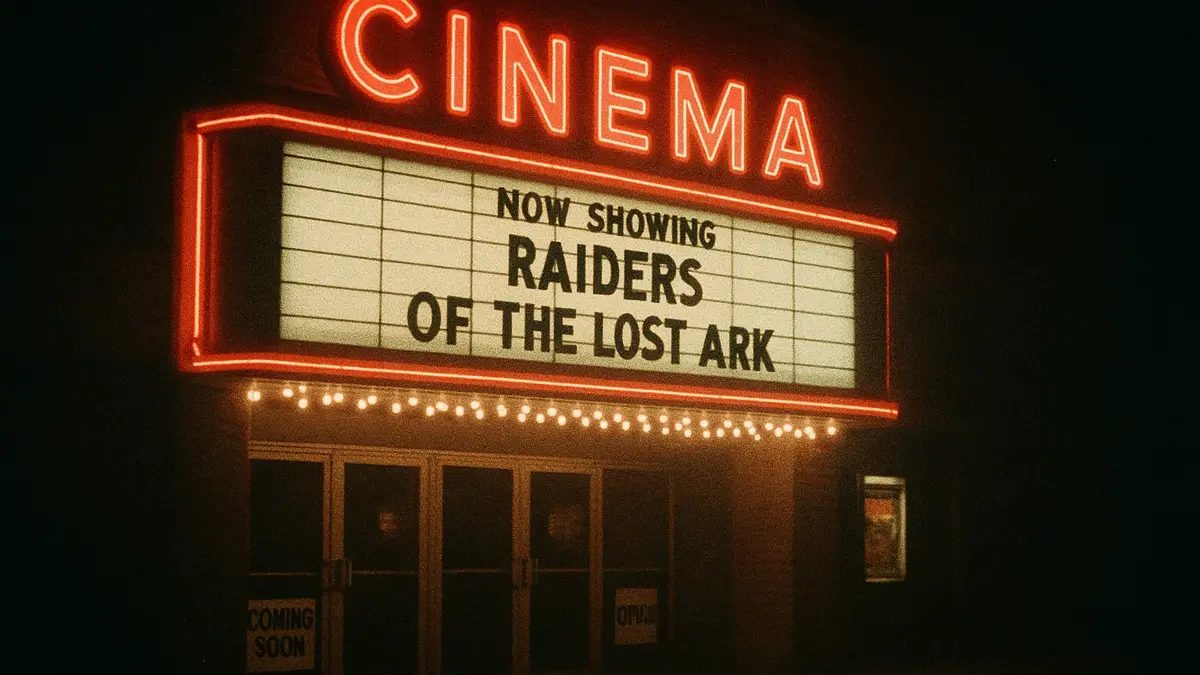 CINEMA
NOW SHOWING
RAIDERS
OF THE LOST ARK
COMING
SOON